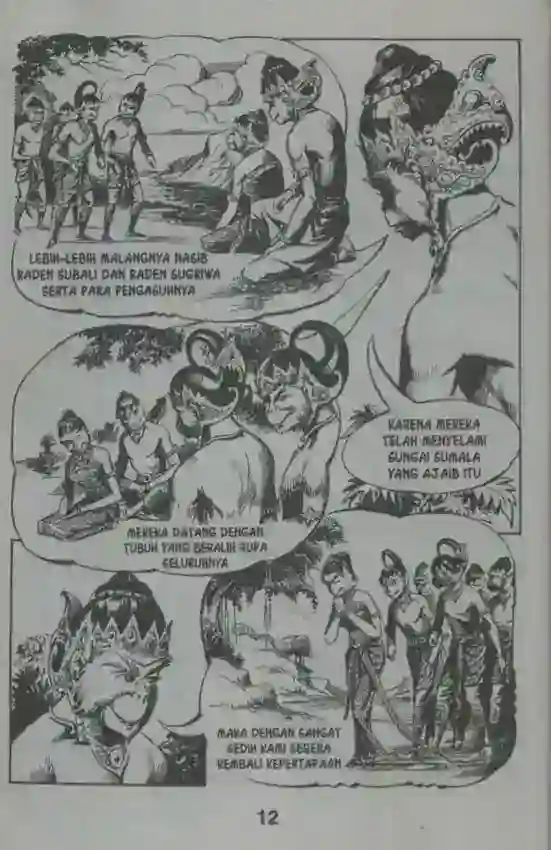 LEBIH-LEBIH MALANGNYA NASIB
RADEN SUBALI DAN RADEN SUGRIWA
SERTA PARA PENGASUHNYA
KARENA MEREKA
TELAH MENYELAMI
SUNGAI SUMALA
YANG AJAIB ITU
MEREKA DATANG DENGAN
TUBUH YANG BERALIH RUPA
SELURUHNYA
MAKA DENGAN SANGAT
SEDIH KAMI SEGERA
KEMBALI KEPERTAPAAN
12